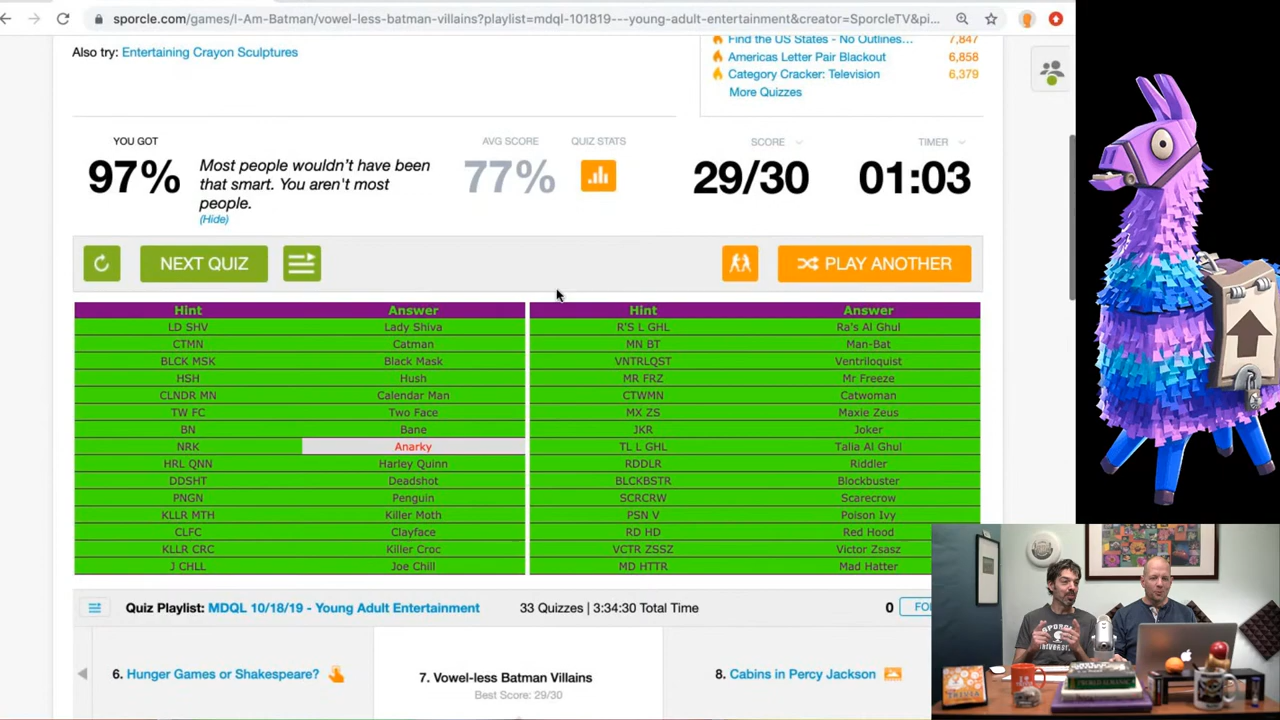 sporcle.com/games/I-Am-Batman/vowel-less-batman-villains?playlist=mdql-101819---young-adult-entertainment&creator=SporcleTV&pi...
Also try: Entertaining Crayon Sculptures
Find the US States - No Outlines... 7,847
Americas Letter Pair Blackout 6,858
Category Cracker: Television 6,379
More Quizzes
YOU GOT
97%
Most people wouldn't have been
that smart. You aren't most
people.
(Hide)
AVG SCORE
77%
QUIZ STATS
SCORE
29/30
TIMER
01:03
NEXT QUIZ
PLAY ANOTHER
Hint Answer Hint Answer
LD SHV Lady Shiva R'S L GHL Ra's Al Ghul
CTMN Catman MN BT Man-Bat
BLCK MSK Black Mask VNTRLQST Ventriloquist
HSH Hush MR FRZ Mr Freeze
CLNDR MN Calendar Man CTWMN Catwoman
TW FC Two Face MX ZS Maxie Zeus
BN Bane JKR Joker
NRK Anarky TL L GHL Talia Al Ghul
HRL QNN Harley Quinn RDDLR Riddler
DDSHT Deadshot BLCKBSTR Blockbuster
PNGN Penguin SCRCRW Scarecrow
KLLR MTH Killer Moth PSN V Poison Ivy
CLFC Clayface RD HD Red Hood
KLLR CRC Killer Croc VCTR ZSSZ Victor Zsasz
J CHLL Joe Chill MD HTTR Mad Hatter
Quiz Playlist: MDQL 10/18/19 - Young Adult Entertainment 33 Quizzes | 3:34:30 Total Time 0 FO
6. Hunger Games or Shakespeare?
7. Vowel-less Batman Villains
Best Score: 29/30
8. Cabins in Percy Jackson
SPORCLE
UNIVERSITY
TRIVIA